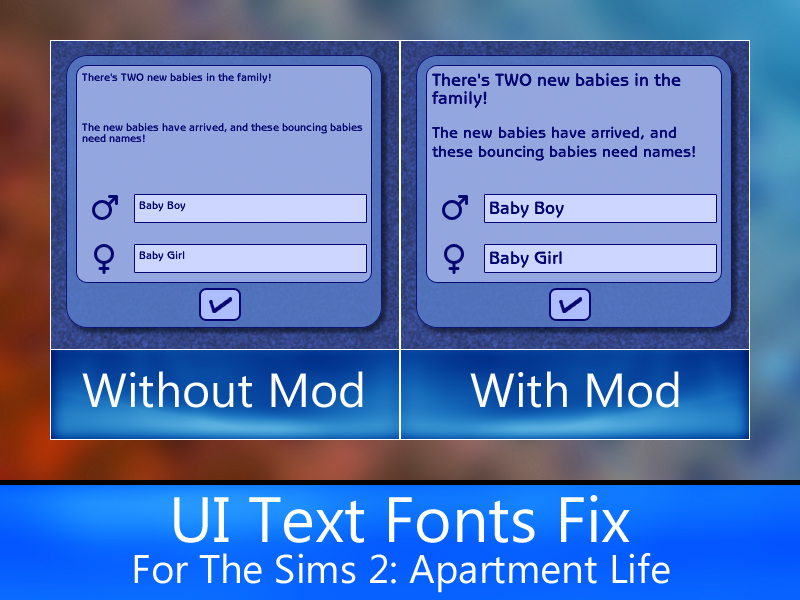 There's TWO new babies in the family!
The new babies have arrived, and these bouncing babies
need names!
Baby Boy
Baby Girl
Without Mod
There's TWO new babies in the
family!
The new babies have arrived, and
these bouncing babies need names!
Baby Boy
Baby Girl
With Mod
UI Text Fonts Fix
For The Sims 2: Apartment Life